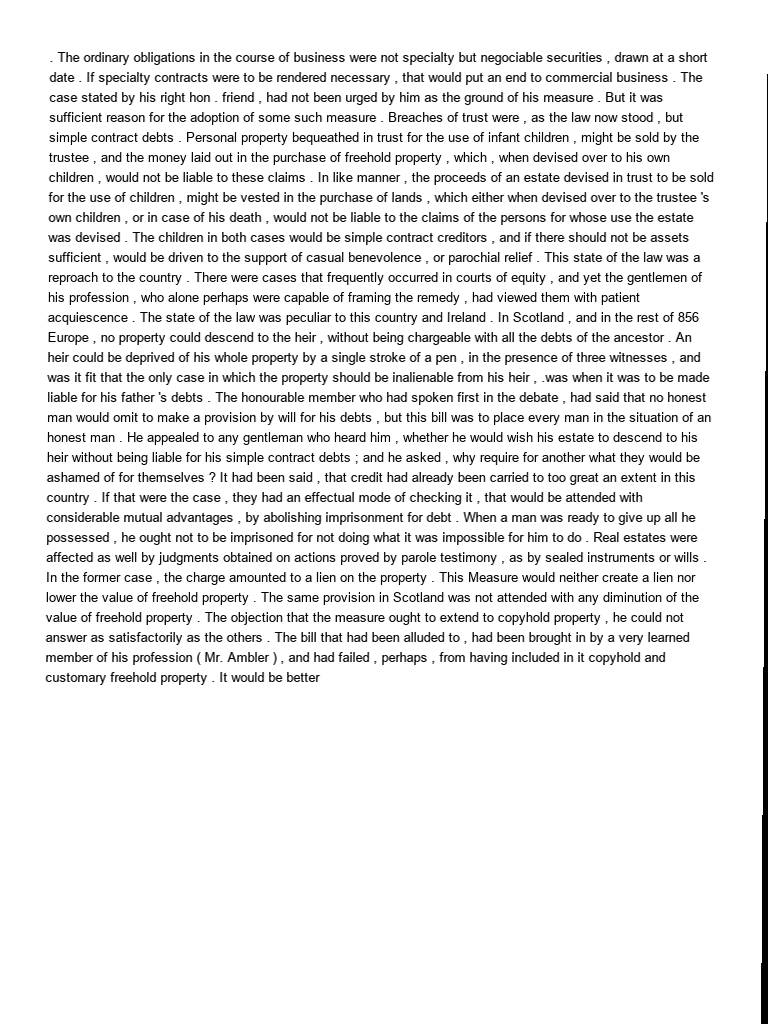 . The ordinary obligations in the course of business were not specialty but negociable securities , drawn at a short
date . If specialty contracts were to be rendered necessary , that would put an end to commercial business . The
case stated by his right hon . friend , had not been urged by him as the ground of his measure . But it was
sufficient reason for the adoption of some such measure . Breaches of trust were , as the law now stood , but
simple contract debts . Personal property bequeathed in trust for the use of infant children , might be sold by the
trustee , and the money laid out in the purchase of freehold property , which , when devised over to his own
children , would not be liable to these claims . In like manner , the proceeds of an estate devised in trust to be sold
for the use of children , might be vested in the purchase of lands , which either when devised over to the trustee 's
own children , or in case of his death , would not be liable to the claims of the persons for whose use the estate
was devised . The children in both cases would be simple contract creditors , and if there should not be assets
sufficient , would be driven to the support of casual benevolence , or parochial relief . This state of the law was a
reproach to the country . There were cases that frequently occurred in courts of equity , and yet the gentlemen of
his profession , who alone perhaps were capable of framing the remedy , had viewed them with patient
acquiescence . The state of the law was peculiar to this country and Ireland . In Scotland , and in the rest of 856
Europe , no property could descend to the heir , without being chargeable with all the debts of the ancestor . An
heir could be deprived of his whole property by a single stroke of a pen , in the presence of three witnesses , and
was it fit that the only case in which the property should be inalienable from his heir , .was when it was to be made
liable for his father 's debts . The honourable member who had spoken first in the debate , had said that no honest
man would omit to make a provision by will for his debts , but this bill was to place every man in the situation of an
honest man . He appealed to any gentleman who heard him , whether he would wish his estate to descend to his
heir without being liable for his simple contract debts ; and he asked , why require for another what they would be
ashamed of for themselves ? It had been said , that credit had already been carried to too great an extent in this
country . If that were the case , they had an effectual mode of checking it , that would be attended with
considerable mutual advantages , by abolishing imprisonment for debt . When a man was ready to give up all he
possessed , he ought not to be imprisoned for not doing what it was impossible for him to do . Real estates were
affected as well by judgments obtained on actions proved by parole testimony , as by sealed instruments or wills .
In the former case , the charge amounted to a lien on the property . This Measure would neither create a lien nor
lower the value of freehold property . The same provision in Scotland was not attended with any diminution of the
value of freehold property . The objection that the measure ought to extend to copyhold property , he could not
answer as satisfactorily as the others . The bill that had been alluded to , had been brought in by a very learned
member of his profession ( Mr. Ambler ) , and had failed , perhaps , from having included in it copyhold and
customary freehold property . It would be better